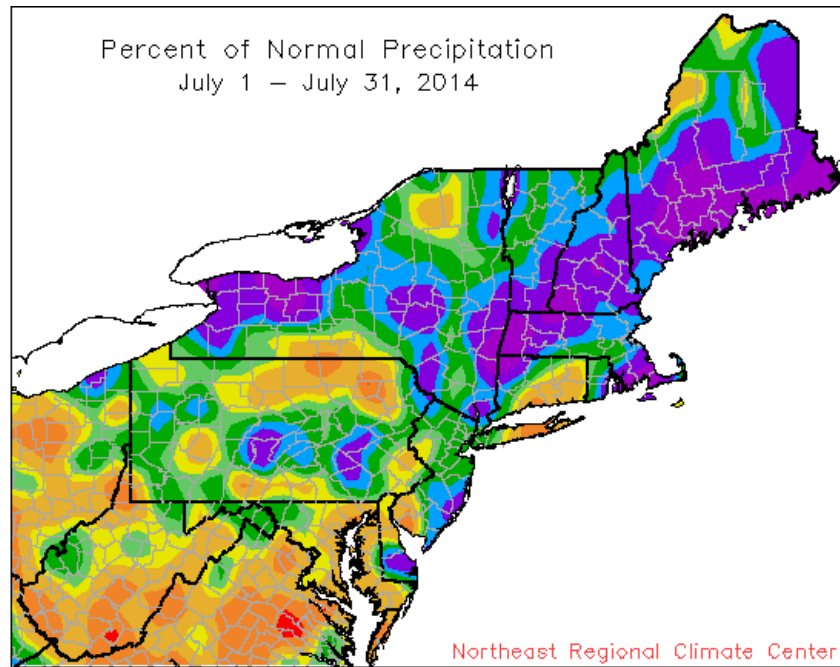 Percent of Normal Precipitation
July 1 – July 31, 2014
Northeast Regional Climate Center